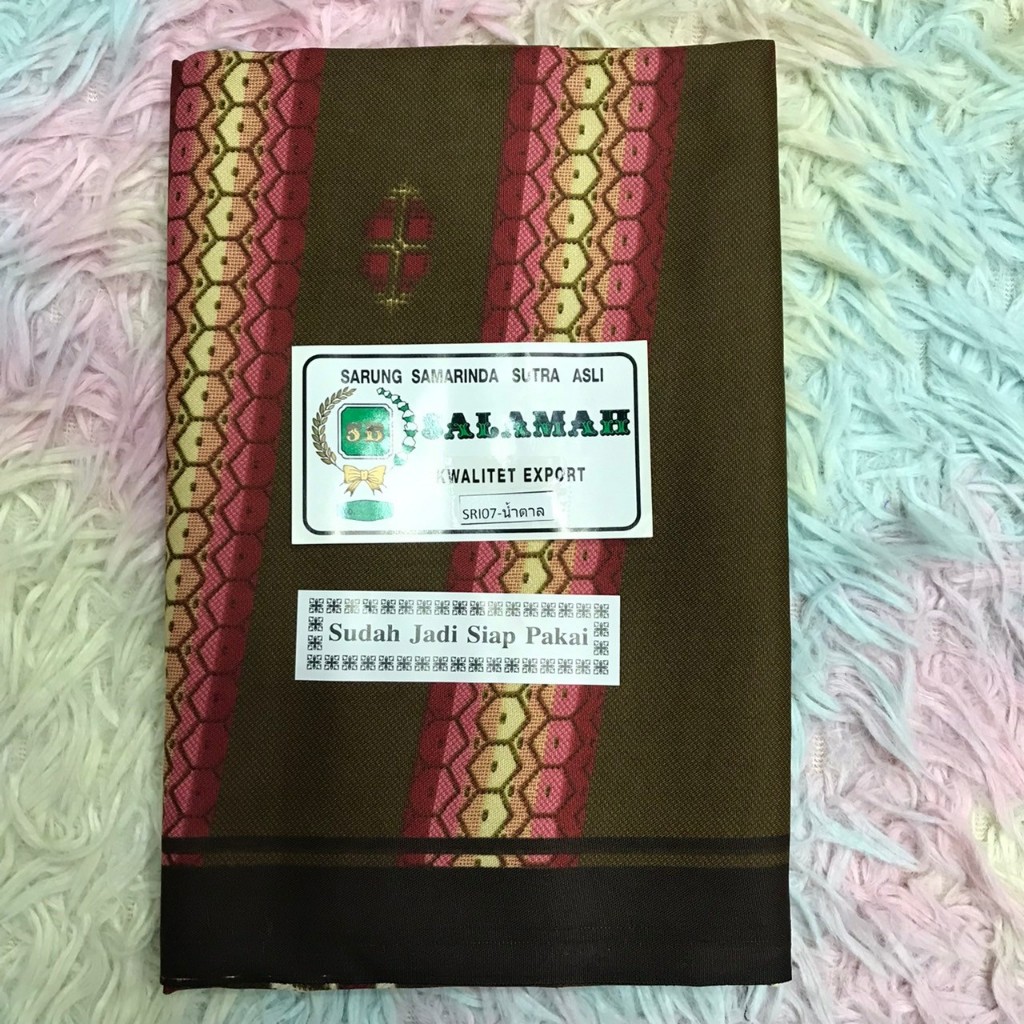 SARUNG SAMARINDA SUTRA ASLI
SALAMAH
KWALITET EXPORT
SRI07-น้ำตาล
Sudah Jadi Siap Pakai